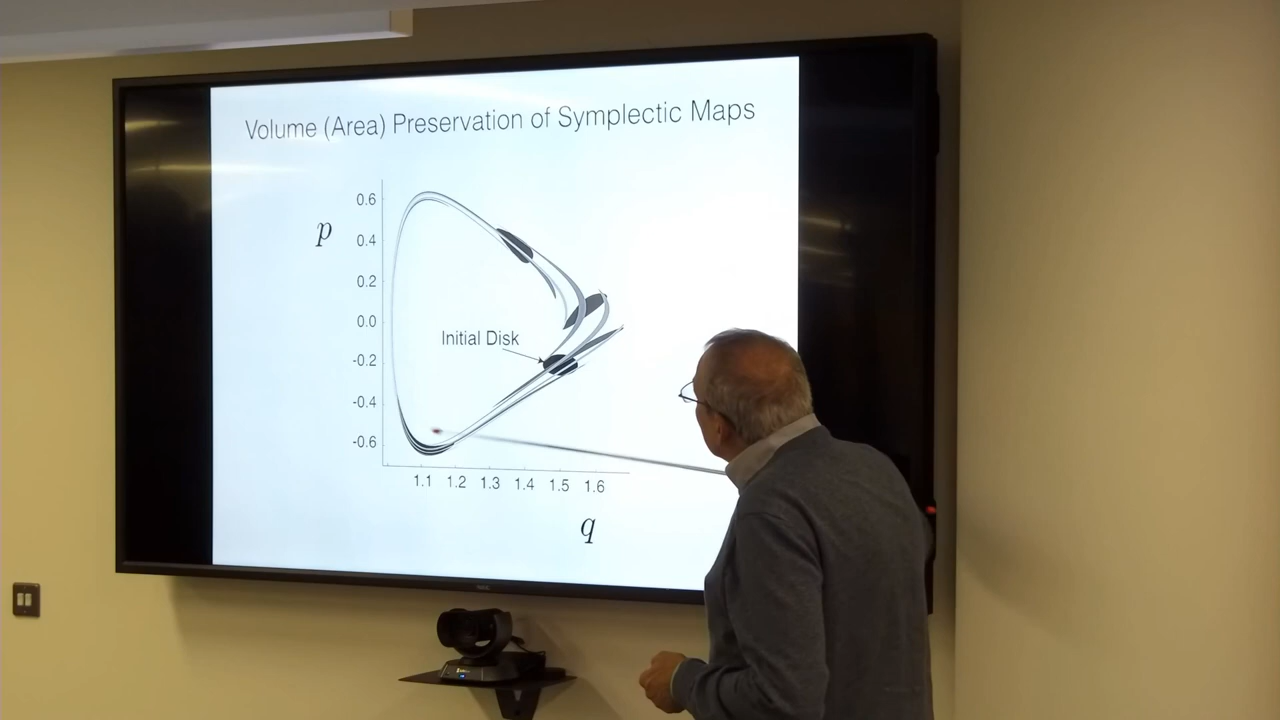 Volume (Area) Preservation of Symplectic Maps
p
0.6
0.4
0.2
0.0
-0.2
-0.4
-0.6
Initial Disk
1.1 1.2 1.3 1.4 1.5 1.6
q